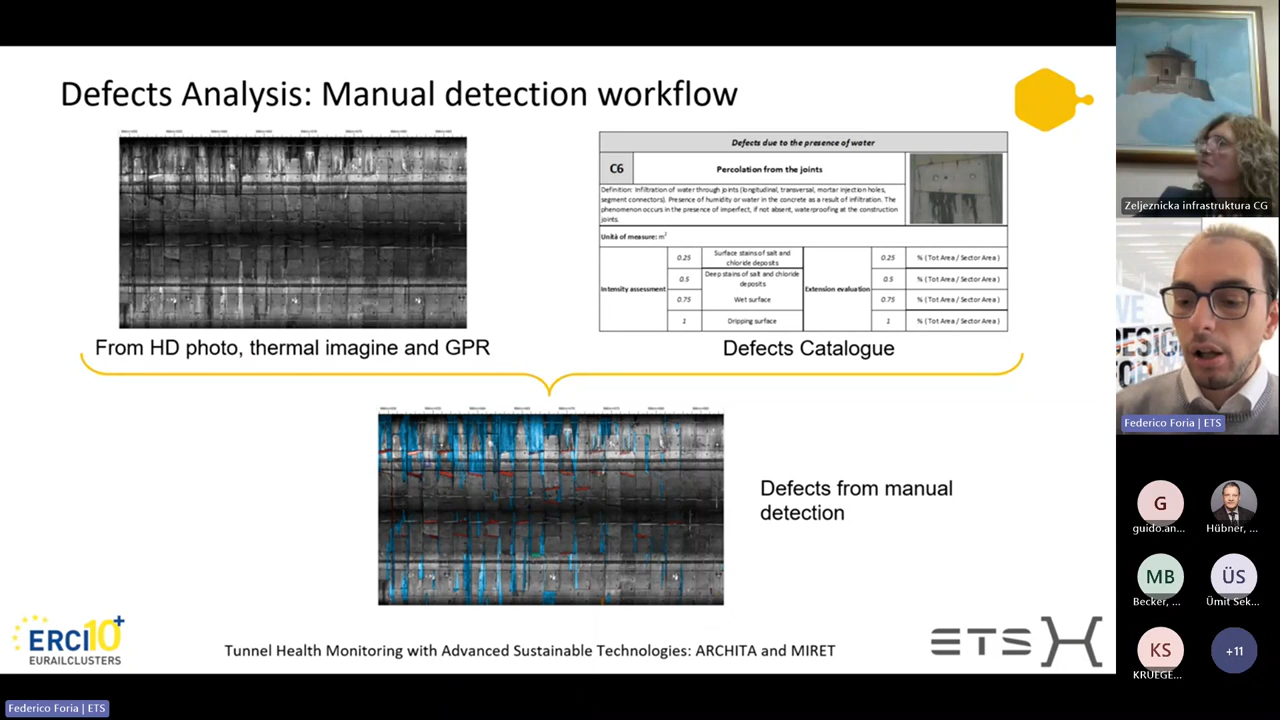 Defects Analysis: Manual detection workflow
Defects due to the presence of water
C6
Percolation from the joints
Definition: Infiltration of water through joints (longitudinal, transversal, mortar injection holes,
segment connectors). Presence of humidity or water in the concrete as a result of infiltration. The
phenomenon occurs in the presence of imperfect, if not absent, waterproofing at the construction
joints.
Unità of measure: m²
Intensity assessment
0.25
Surface stains of salt and
chloride deposits
0.5
Deep stains of salt and chloride
deposits
0.75
Wet surface
1
Dripping surface
Extension evaluation
0.25
% ( Tot Area / Sector Area )
0.5
% ( Tot Area / Sector Area )
0.75
% ( Tot Area / Sector Area )
1
% ( Tot Area / Sector Area )
From HD photo, thermal imagine and GPR
Defects Catalogue
Defects from manual
detection
ERCI10+
EURAILCLUSTERS
Tunnel Health Monitoring with Advanced Sustainable Technologies: ARCHITA and MIRET
ETS
Federico Foria | ETS
Zeljeznicka infrastruktura CG
DESIG
Federico Foria | ETS
G
guido.an...
Hübner, ...
MB
Becker, ...
ÜS
Ümit Sek...
KS
KRUEGE...
+11